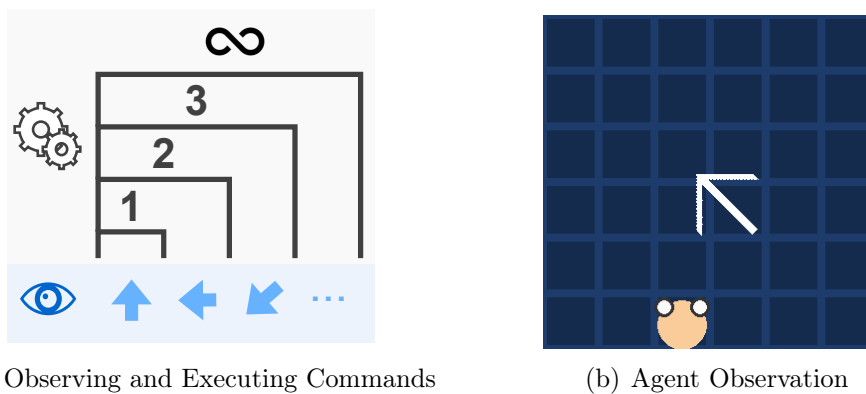 ∞
3
2
1
...
Observing and Executing Commands
(b) Agent Observation